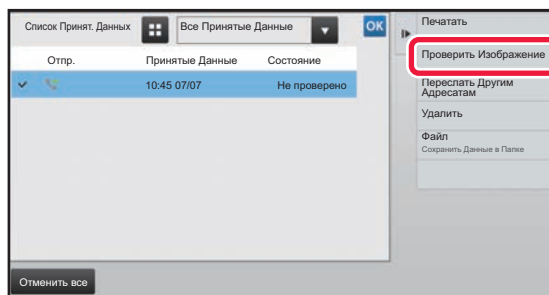 Список Принят. Данных
Все Принятые Данные
OK
Отпр.
Принятые Данные
Состояние
10:45 07/07
Не проверено
Отменить все
Печатать
Проверить Изображение
Переслать Другим
Адресатам
Удалить
Файл
Сохранить Данные в Папке